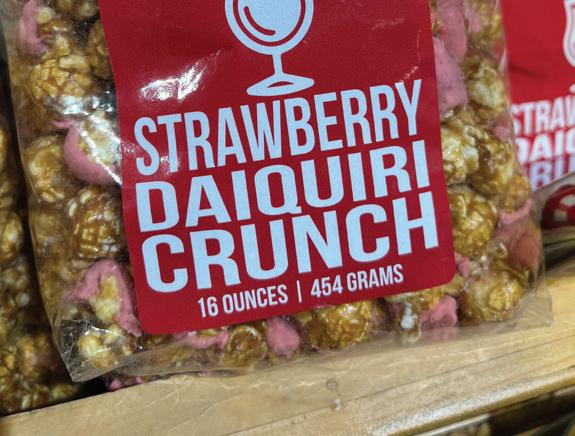 STRAWBERRY
DAIQUIRI
CRUNCH
16 OUNCES | 454 GRAMS